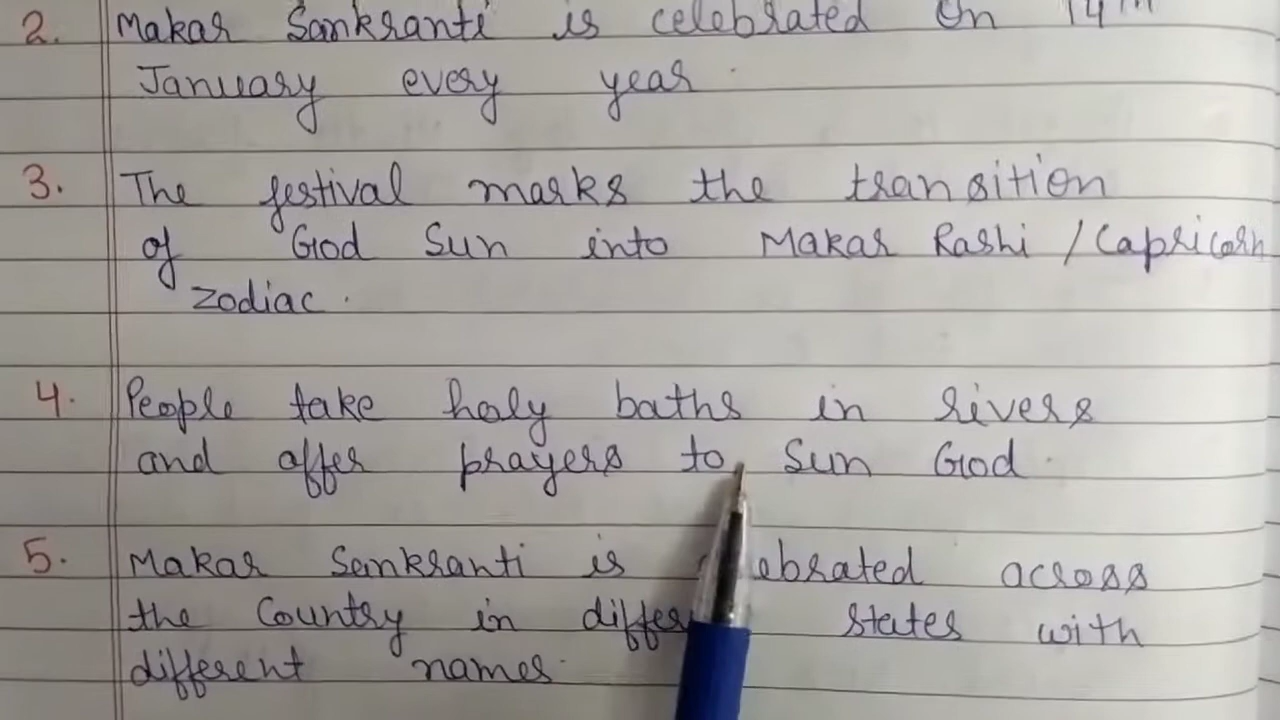 2. Makar Sankranti is celebrated on 14th
January every year.
3. The festival marks the transition
of God Sun into Makar Rashi /Capricorn
zodiac.
4. People take holy baths in rivers
and offer prayers to Sun God.
5. Makar Sankranti is celebrated across
the Country in different states with
different names.